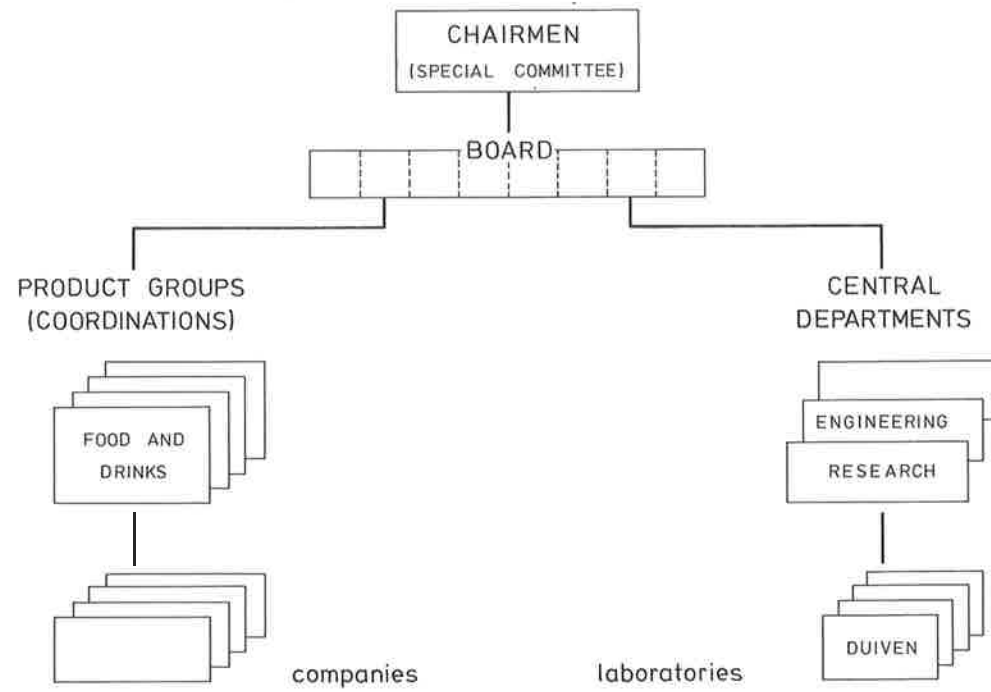 CHAIRMEN
(SPECIAL COMMITTEE)
BOARD
PRODUCT GROUPS
(COORDINATIONS)
CENTRAL
DEPARTMENTS
FOOD AND
DRINKS
ENGINEERING
RESEARCH
companies
laboratories
DUIVEN